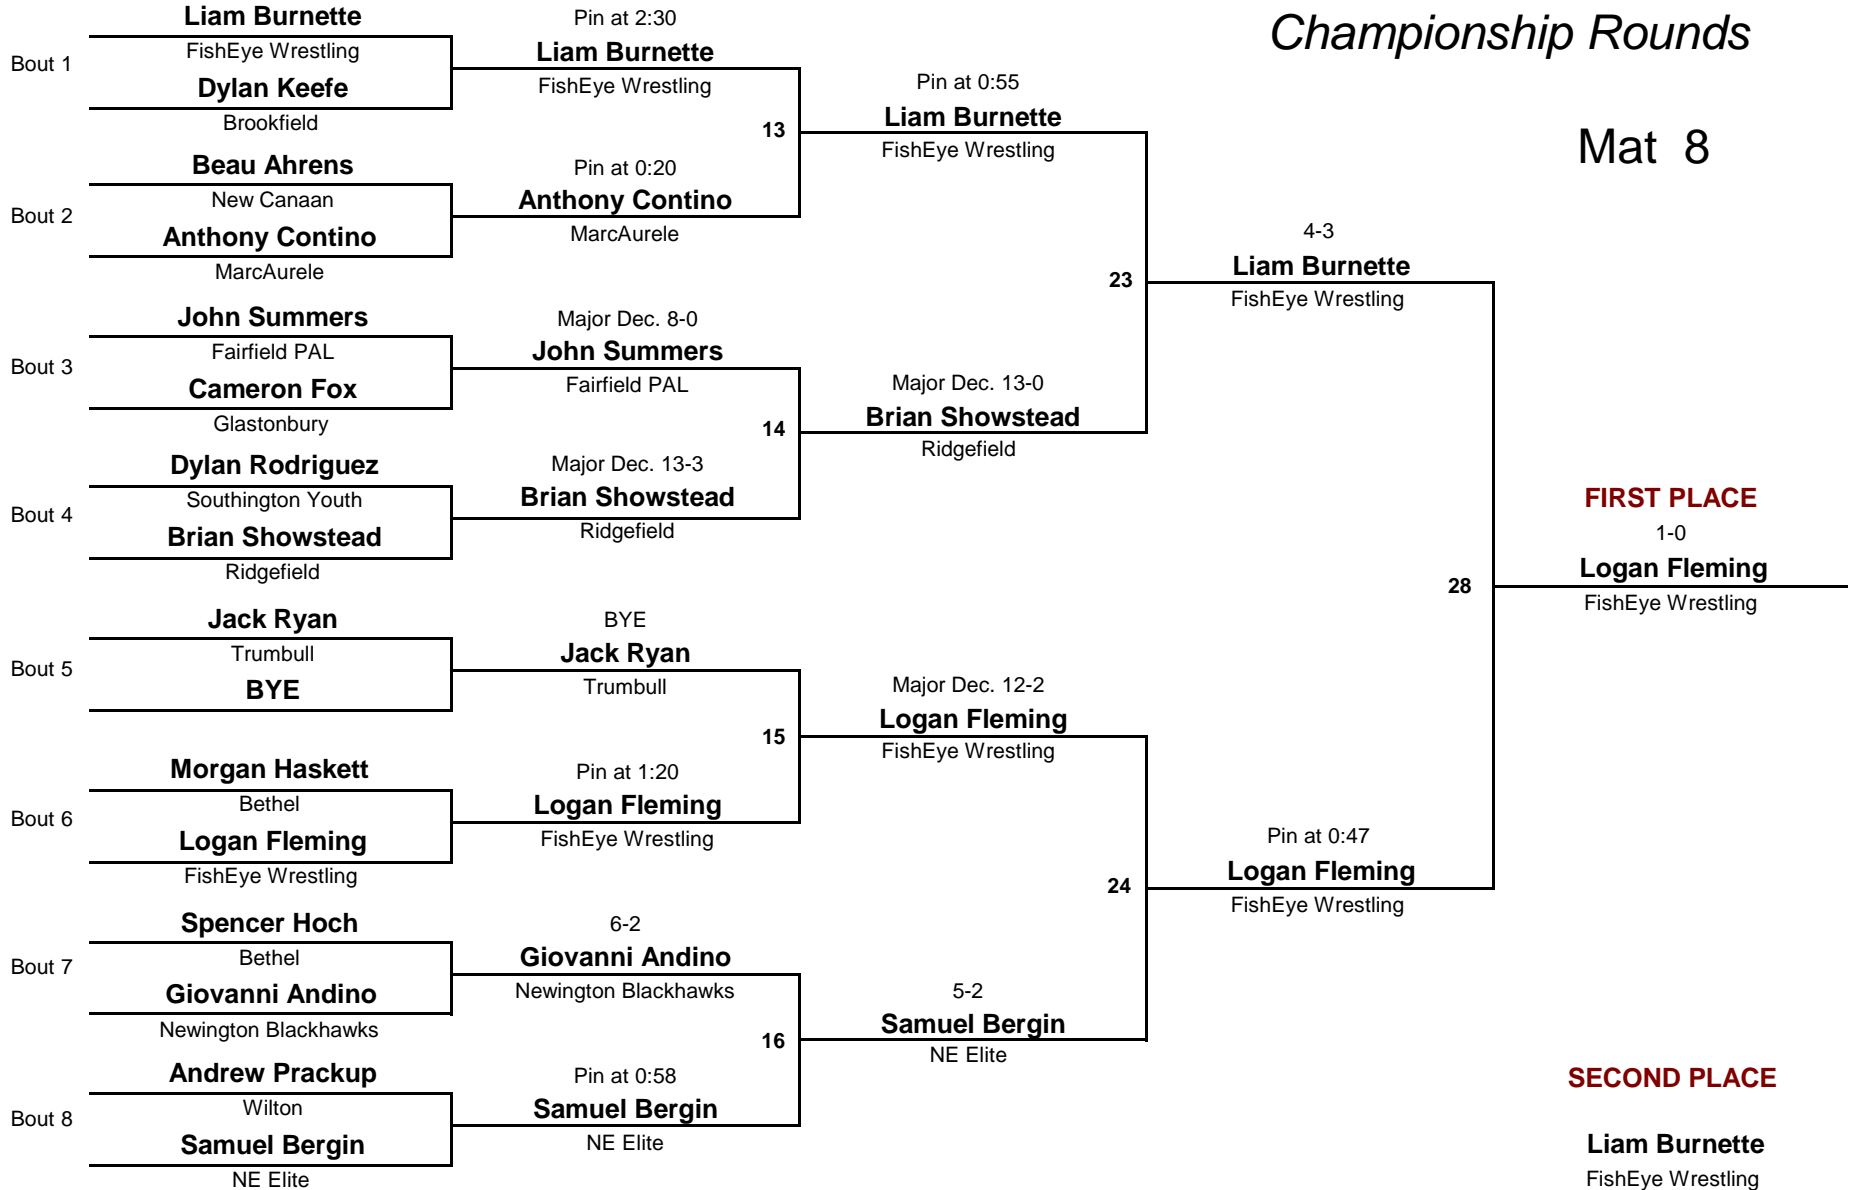 Championship Rounds
Mat 8
Bout 1
Liam Burnette
FishEye Wrestling
Dylan Keefe
Brookfield
Bout 2
Beau Ahrens
New Canaan
Anthony Contino
MarcAurele
Bout 3
John Summers
Fairfield PAL
Cameron Fox
Glastonbury
Bout 4
Dylan Rodriguez
Southington Youth
Brian Showstead
Ridgefield
Bout 5
Jack Ryan
Trumbull
BYE
Bout 6
Morgan Haskett
Bethel
Logan Fleming
FishEye Wrestling
Bout 7
Spencer Hoch
Bethel
Giovanni Andino
Newington Blackhawks
Bout 8
Andrew Prackup
Wilton
Samuel Bergin
NE Elite
Pin at 2:30
Liam Burnette
FishEye Wrestling
13
Pin at 0:20
Anthony Contino
MarcAurele
Major Dec. 8-0
John Summers
Fairfield PAL
14
Major Dec. 13-3
Brian Showstead
Ridgefield
BYE
Jack Ryan
Trumbull
15
Pin at 1:20
Logan Fleming
FishEye Wrestling
6-2
Giovanni Andino
Newington Blackhawks
16
Pin at 0:58
Samuel Bergin
NE Elite
Pin at 0:55
Liam Burnette
FishEye Wrestling
23
Major Dec. 13-0
Brian Showstead
Ridgefield
Major Dec. 12-2
Logan Fleming
FishEye Wrestling
24
5-2
Samuel Bergin
NE Elite
4-3
Liam Burnette
FishEye Wrestling
28
Pin at 0:47
Logan Fleming
FishEye Wrestling
FIRST PLACE
1-0
Logan Fleming
FishEye Wrestling
SECOND PLACE
Liam Burnette
FishEye Wrestling